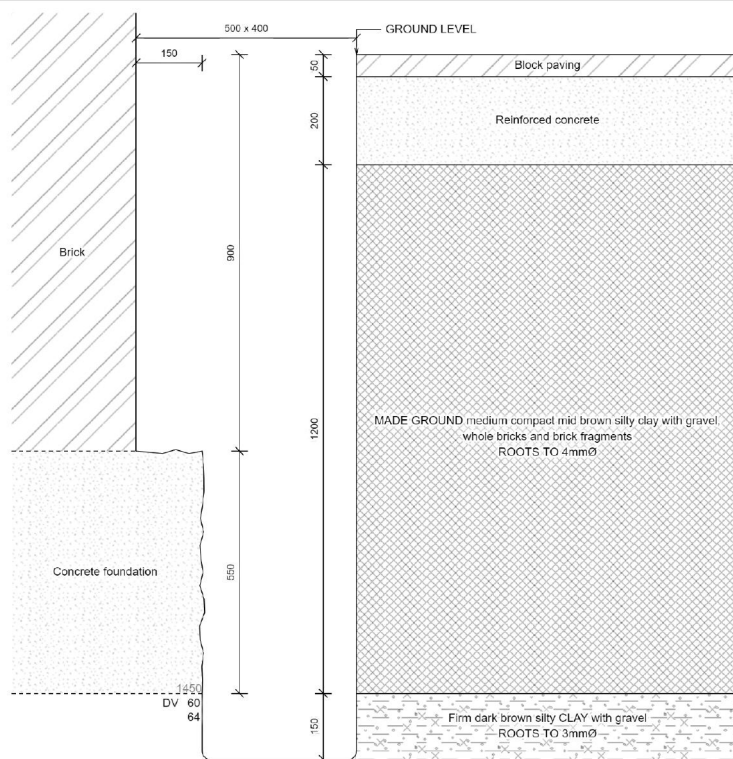 500 x 400
GROUND LEVEL
150
50
Block paving
200
Reinforced concrete
Brick
900
1200
MADE GROUND medium compact mid brown silty clay with gravel,
whole bricks and brick fragments
ROOTS TO 4mmØ
Concrete foundation
550
1450
DV 60
64
150
Firm dark brown silty CLAY with gravel
ROOTS TO 3mmØ